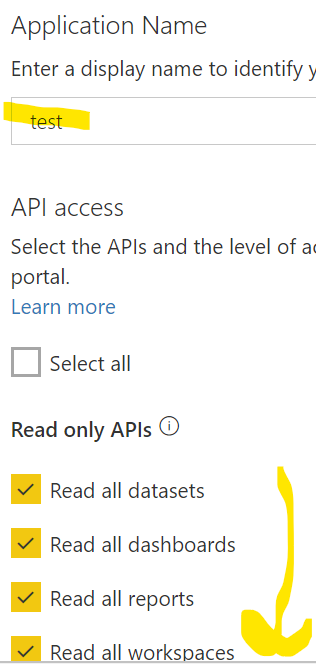 Application Name
Enter a display name to identify y
test
API access
Select the APIs and the level of ac
portal.
Learn more
Select all
Read only APIs
Read all datasets
Read all dashboards
Read all reports
Read all workspaces